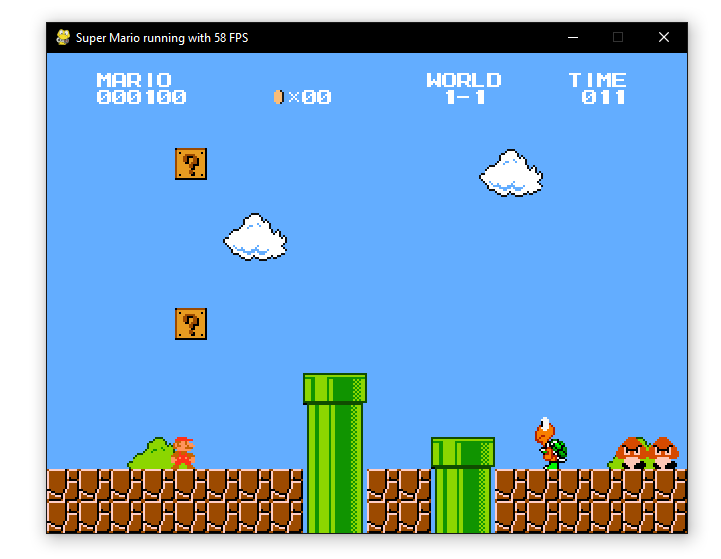 Super Mario running with 58 FPS
MARIO WORLD TIME
000100 ×00 1-1 011
?
?